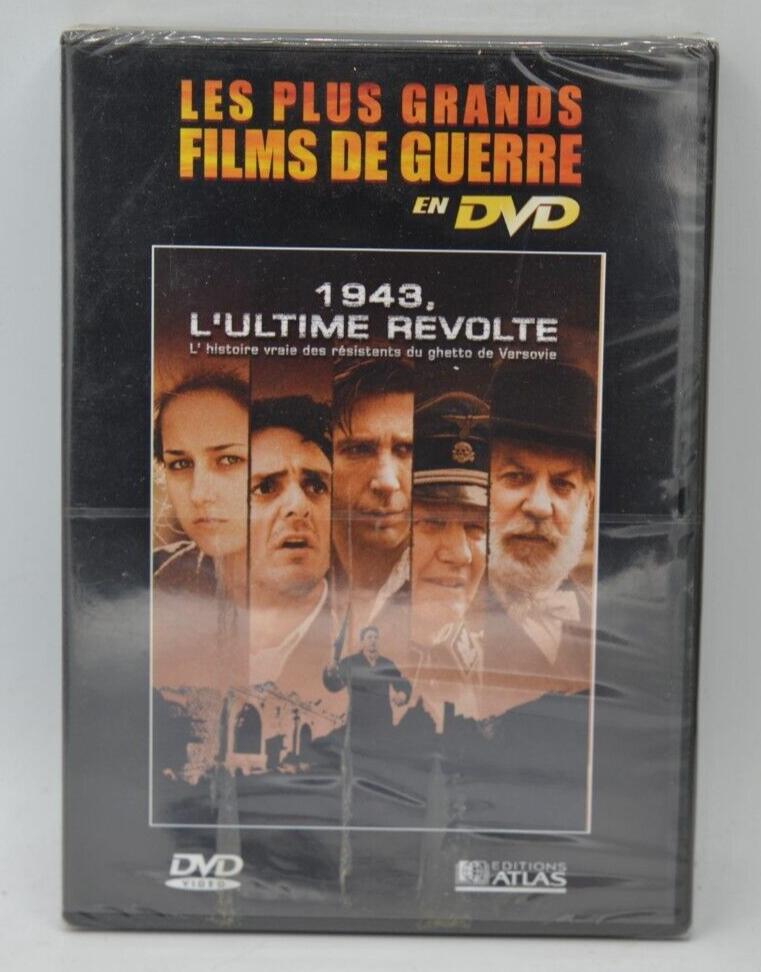 LES PLUS GRANDS
FILMS DE GUERRE
EN DVD
1943,
L'ULTIME REVOLTE
L' histoire vraie des résistants du ghetto de Varsovie
DVD
VIDEO
EDITIONS
ATLAS